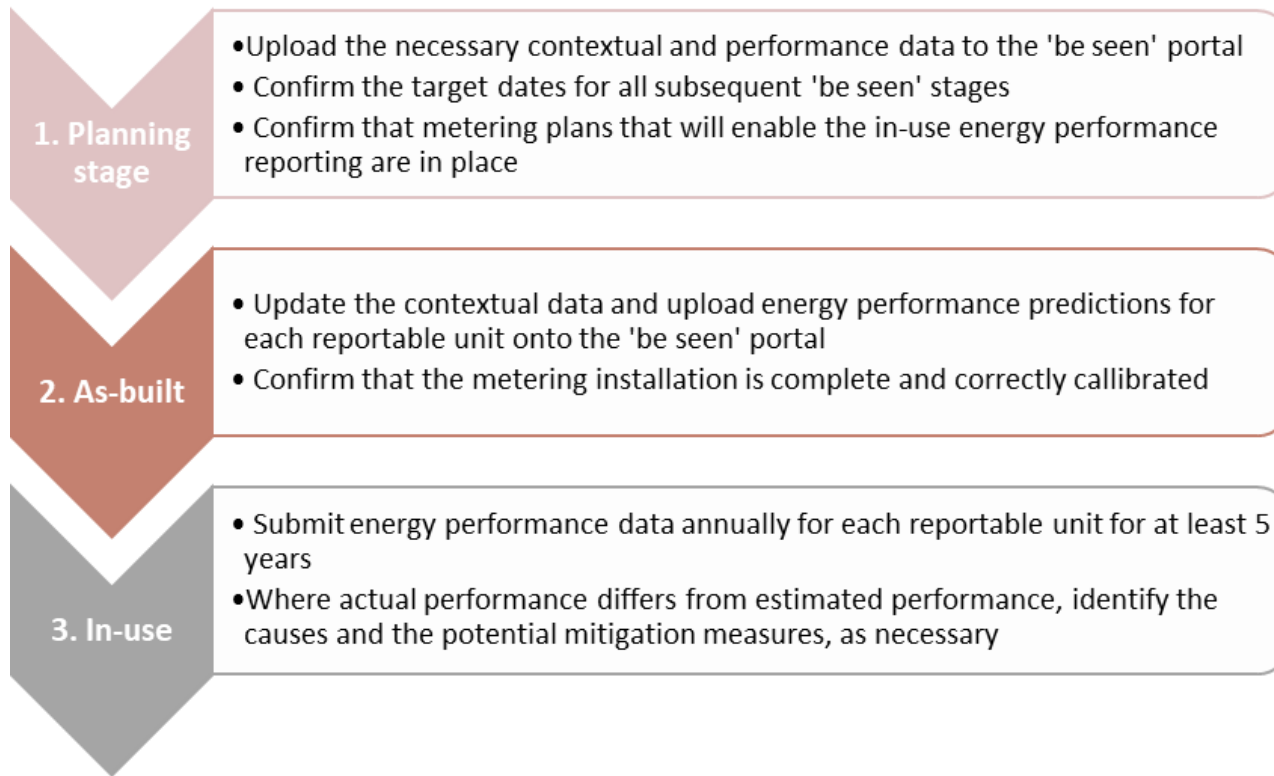 1. Planning
stage
•Upload the necessary contextual and performance data to the 'be seen' portal
• Confirm the target dates for all subsequent 'be seen' stages
• Confirm that metering plans that will enable the in-use energy performance
reporting are in place
2. As-built
• Update the contextual data and upload energy performance predictions for
each reportable unit onto the 'be seen' portal
• Confirm that the metering installation is complete and correctly callibrated
3. In-use
• Submit energy performance data annually for each reportable unit for at least 5
years
•Where actual performance differs from estimated performance, identify the
causes and the potential mitigation measures, as necessary